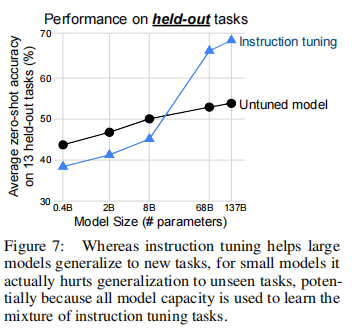 Performance on held-out tasks
Average zero-shot accuracy
on 13 held-out tasks (%)
70
60
50
40
30
Instruction tuning
Untuned model
0.4B 2B 8B 68B 137B
Model Size (# parameters)
Figure 7: Whereas instruction tuning helps large
models generalize to new tasks, for small models it
actually hurts generalization to unseen tasks, poten-
tially because all model capacity is used to learn the
mixture of instruction tuning tasks.